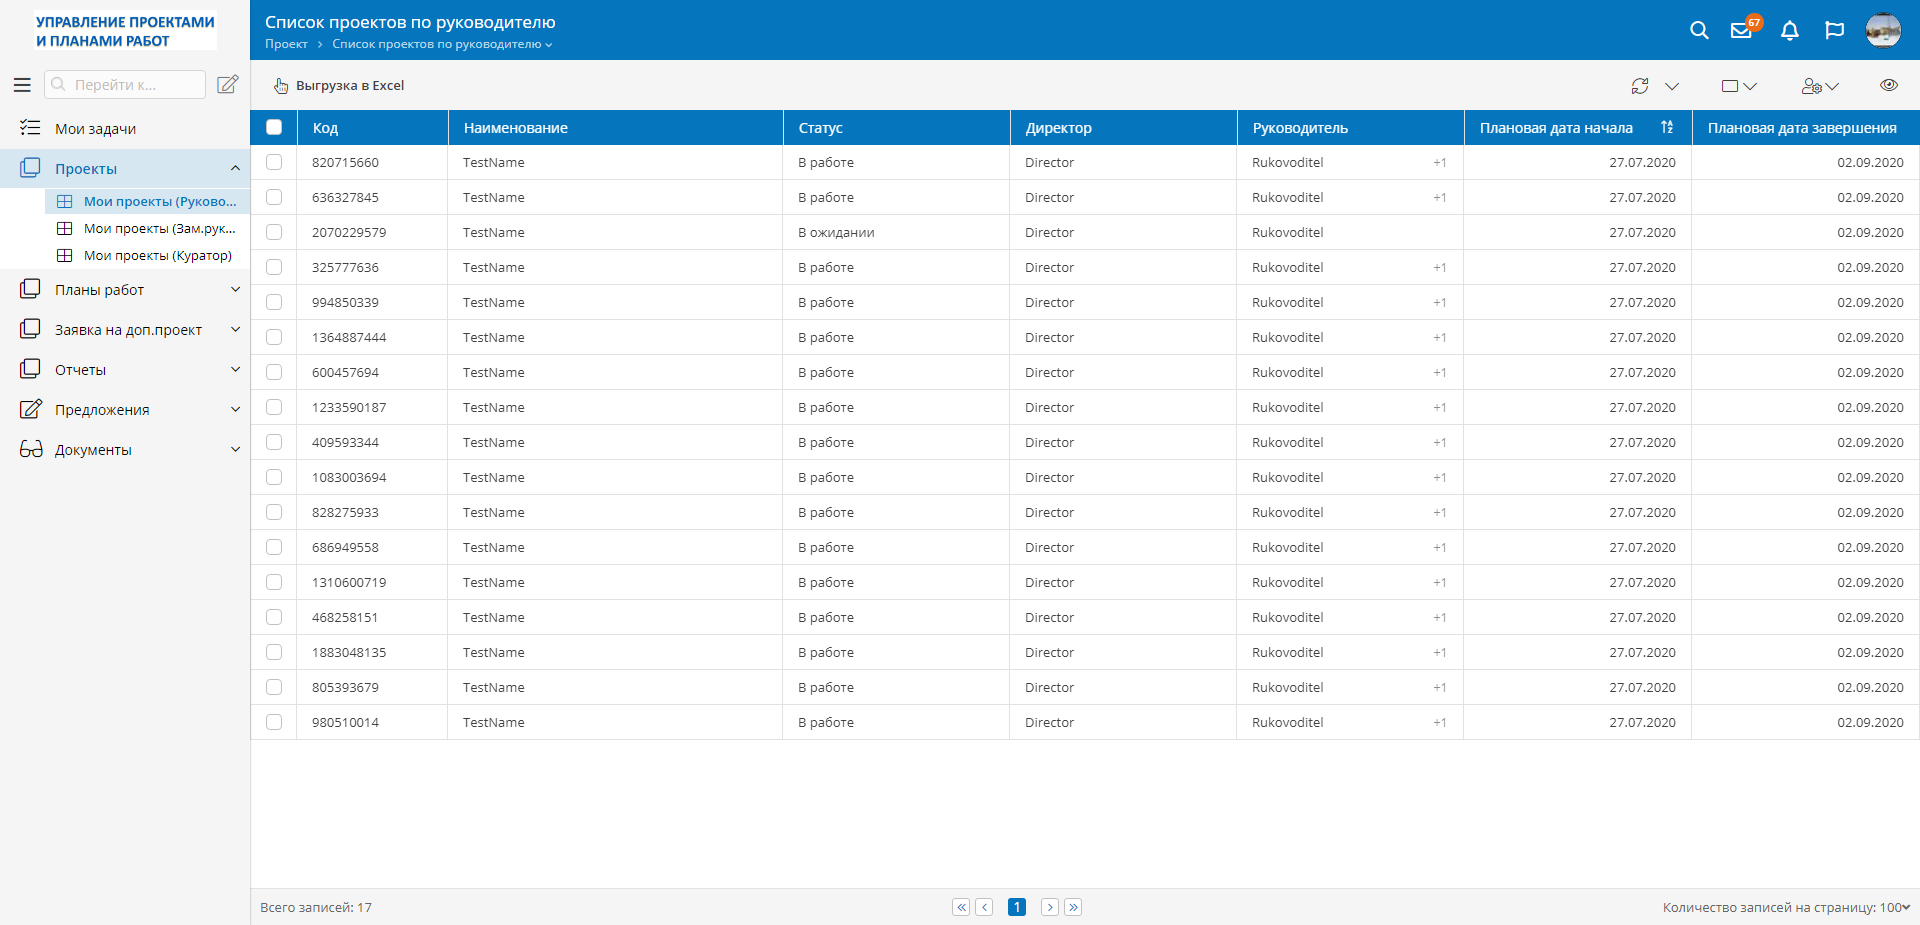 УПРАВЛЕНИЕ ПРОЕКТАМИ
И ПЛАНАМИ РАБОТ
Перейти к...
Мои задачи
Проекты
Мои проекты (Руково...
Мои проекты (Зам.рук...
Мои проекты (Куратор)
Планы работ
Заявка на доп.проект
Отчеты
Предложения
Документы
Список проектов по руководителю
Проект > Список проектов по руководителю
67
Выгрузка в Excel
Код Наименование Статус Директор Руководитель Плановая дата начала Плановая дата завершения
820715660 TestName В работе Director Rukovoditel +1 27.07.2020 02.09.2020
636327845 TestName В работе Director Rukovoditel +1 27.07.2020 02.09.2020
2070229579 TestName В ожидании Director Rukovoditel 27.07.2020 02.09.2020
325777636 TestName В работе Director Rukovoditel +1 27.07.2020 02.09.2020
994850339 TestName В работе Director Rukovoditel +1 27.07.2020 02.09.2020
1364887444 TestName В работе Director Rukovoditel +1 27.07.2020 02.09.2020
600457694 TestName В работе Director Rukovoditel +1 27.07.2020 02.09.2020
1233590187 TestName В работе Director Rukovoditel +1 27.07.2020 02.09.2020
409593344 TestName В работе Director Rukovoditel +1 27.07.2020 02.09.2020
1083003694 TestName В работе Director Rukovoditel +1 27.07.2020 02.09.2020
828275933 TestName В работе Director Rukovoditel +1 27.07.2020 02.09.2020
686949558 TestName В работе Director Rukovoditel +1 27.07.2020 02.09.2020
1310600719 TestName В работе Director Rukovoditel +1 27.07.2020 02.09.2020
468258151 TestName В работе Director Rukovoditel +1 27.07.2020 02.09.2020
1883048135 TestName В работе Director Rukovoditel +1 27.07.2020 02.09.2020
805393679 TestName В работе Director Rukovoditel +1 27.07.2020 02.09.2020
980510014 TestName В работе Director Rukovoditel +1 27.07.2020 02.09.2020
Всего записей: 17 « ‹ 1 › » Количество записей на страницу: 100